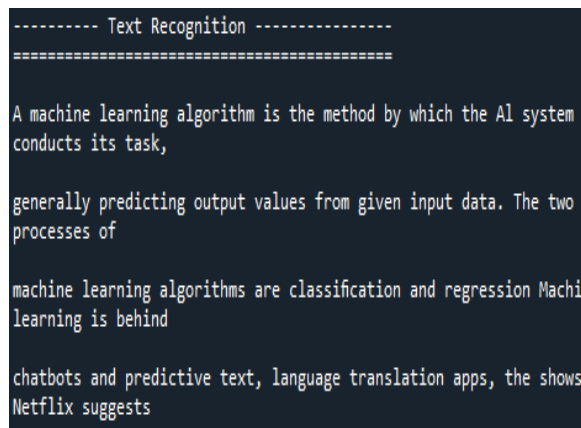 ---------- Text Recognition ----------------
============================================
A machine learning algorithm is the method by which the Al system
conducts its task,
generally predicting output values from given input data. The two
processes of
machine learning algorithms are classification and regression Machi
learning is behind
chatbots and predictive text, language translation apps, the shows
Netflix suggests